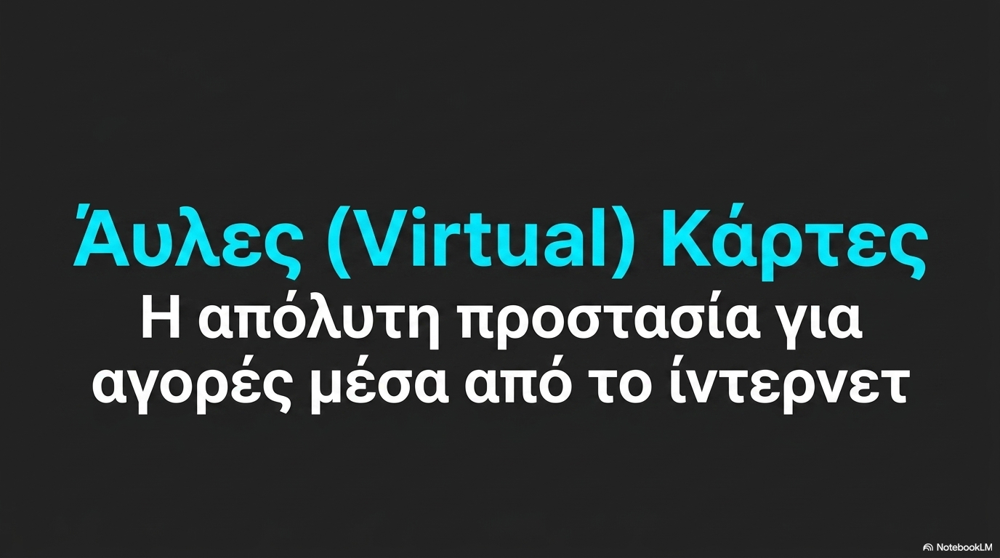 Άυλες (Virtual) Κάρτες
Η απόλυτη προστασία για
αγορές μέσα από το ίντερνετ
NotebookLM